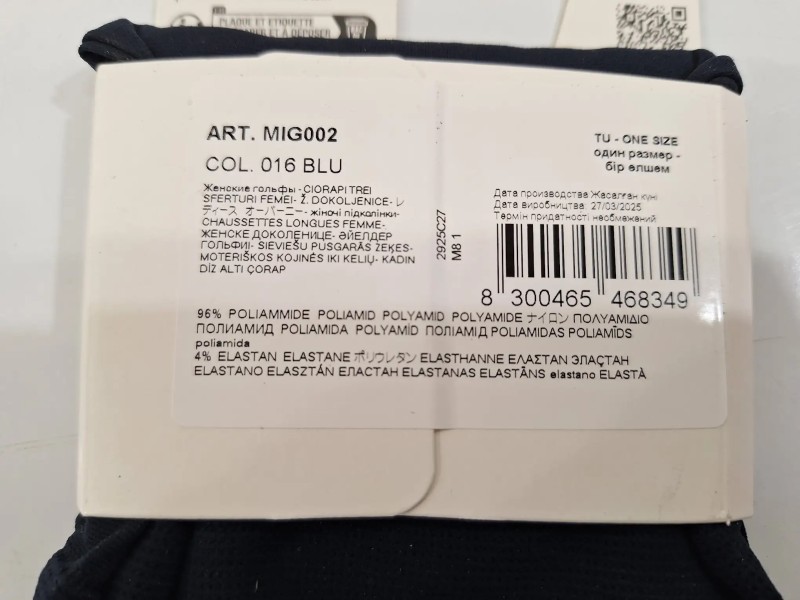 PLAQUE ET ETIQUETTE
À DÉPOSER
ART. MIG002
COL. 016 BLU
Женские гольфы - CIORAPI TREI
SFERTURI FEMEI- Ž. DOKOLJENICE- レ
ディース オーバーニー- жіночі підколінки-
CHAUSSETTES LONGUES FEMME-
ЖЕНСКЕ ДОКОЛЕНИЦЕ- ӘЙЕЛДЕР
ГОЛЬФИІ- SIEVIEŠU PUSGARĀS ZEĶES-
MOTERIŠKOS KOJINĖS IKI KELIŲ- KADIN
DİZ ALTI ÇORAP
2925C27
M8 1
TU - ONE SIZE
один размер -
бір өлшем
Дата производства Жасалған күні
Дата виробництва: 27/03/2025
Термін придатності необмежений
8 300465 468349
96% POLIAMMIDE POLIAMID POLYAMID POLYAMIDE ナイロン ΠΟΛΥΑΜΙΔΙΟ
ПОЛИАМИД POLIAMIDA POLYAMİD ПОЛІАМІД POLIAMIDAS POLIAMĪDS
poliamida
4% ELASTAN ELASTANE ポリウレタン ELASTHANNE ΕΛΑΣΤΑΝ ЭЛАСТАН
ELASTANO ELASZTÁN ЕЛАСТАН ELASTANAS ELASTĀNS elastano ELASTÀ